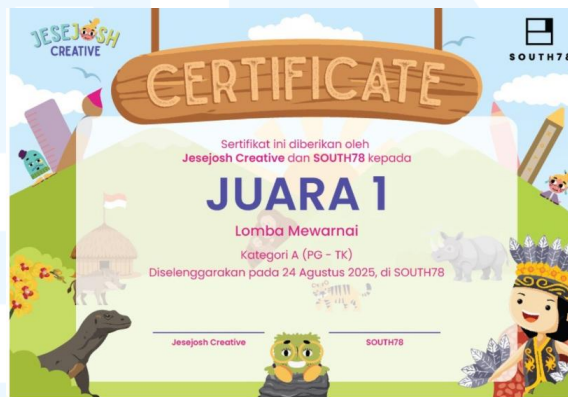 JESEJOSH
CREATIVE
SOUTH78
CERTIFICATE
Sertifikat ini diberikan oleh
Jesejosh Creative dan SOUTH78 kepada
JUARA 1
Lomba Mewarnai
Kategori A (PG - TK)
Diselenggarakan pada 24 Agustus 2025, di SOUTH78
Jesejosh Creative
SOUTH78